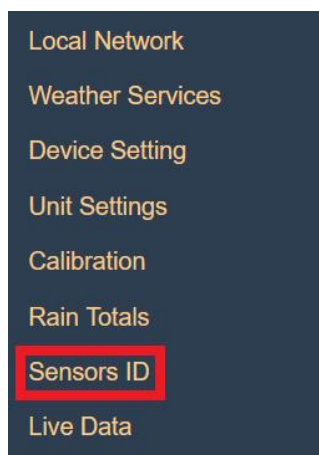 Local Network
Weather Services
Device Setting
Unit Settings
Calibration
Rain Totals
Sensors ID
Live Data